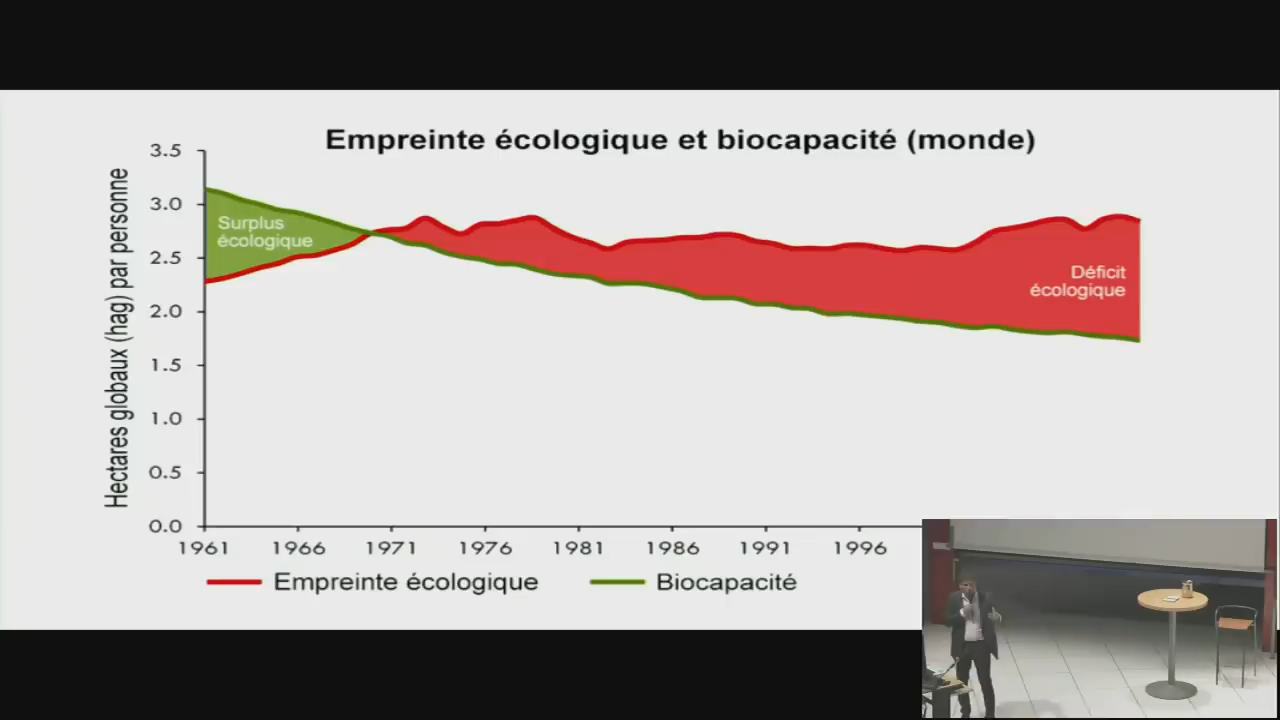 Empreinte écologique et biocapacité (monde)
Hectares globaux (hag) par personne
3.5
3.0
2.5
2.0
1.5
1.0
0.5
0.0
Surplus
écologique
Déficit
écologique
1961 1966 1971 1976 1981 1986 1991 1996
Empreinte écologique Biocapacité